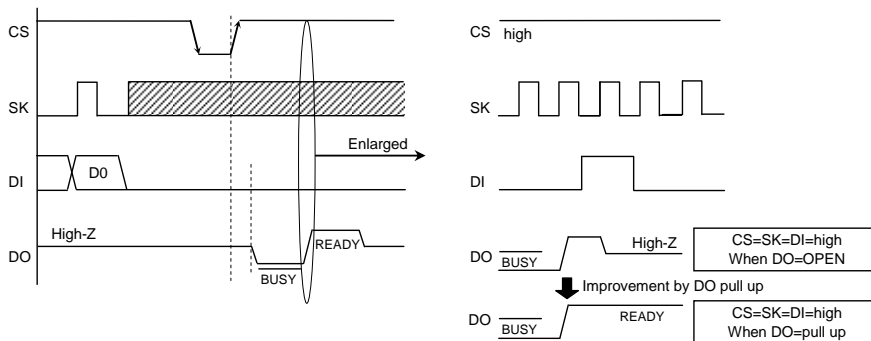 CS
SK
DI
D0
DO
High-Z
BUSY
READY
Enlarged
CS
high
SK
DI
DO
BUSY
High-Z
CS=SK=DI=high
When DO=OPEN
Improvement by DO pull up
DO
BUSY
READY
CS=SK=DI=high
When DO=pull up